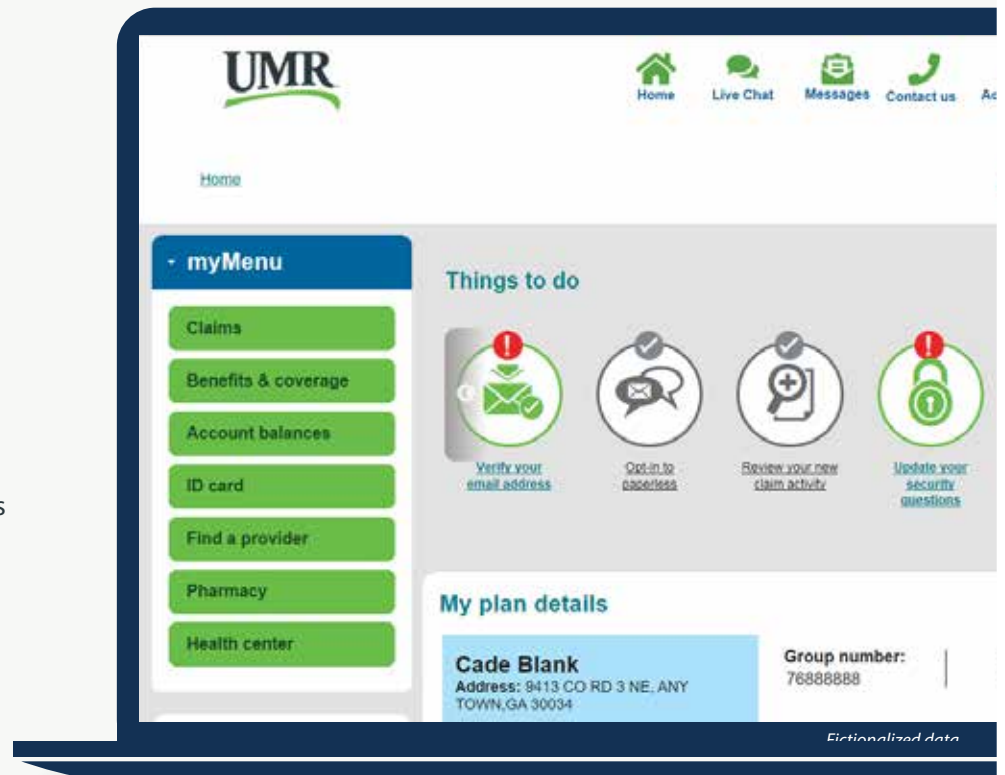 UMR
Home
Live Chat
Messages
Contact us
Ac
Home
myMenu
Claims
Benefits & coverage
Account balances
ID card
Find a provider
Pharmacy
Health center
Things to do
Verify your
email address
Opt-in to
paperless
Review your new
claim activity
Update your
security
questions
My plan details
Cade Blank
Address: 9413 CO RD 3 NE, ANY
TOWN,GA 30034
Group number:
76888888
s
Fictionalized data